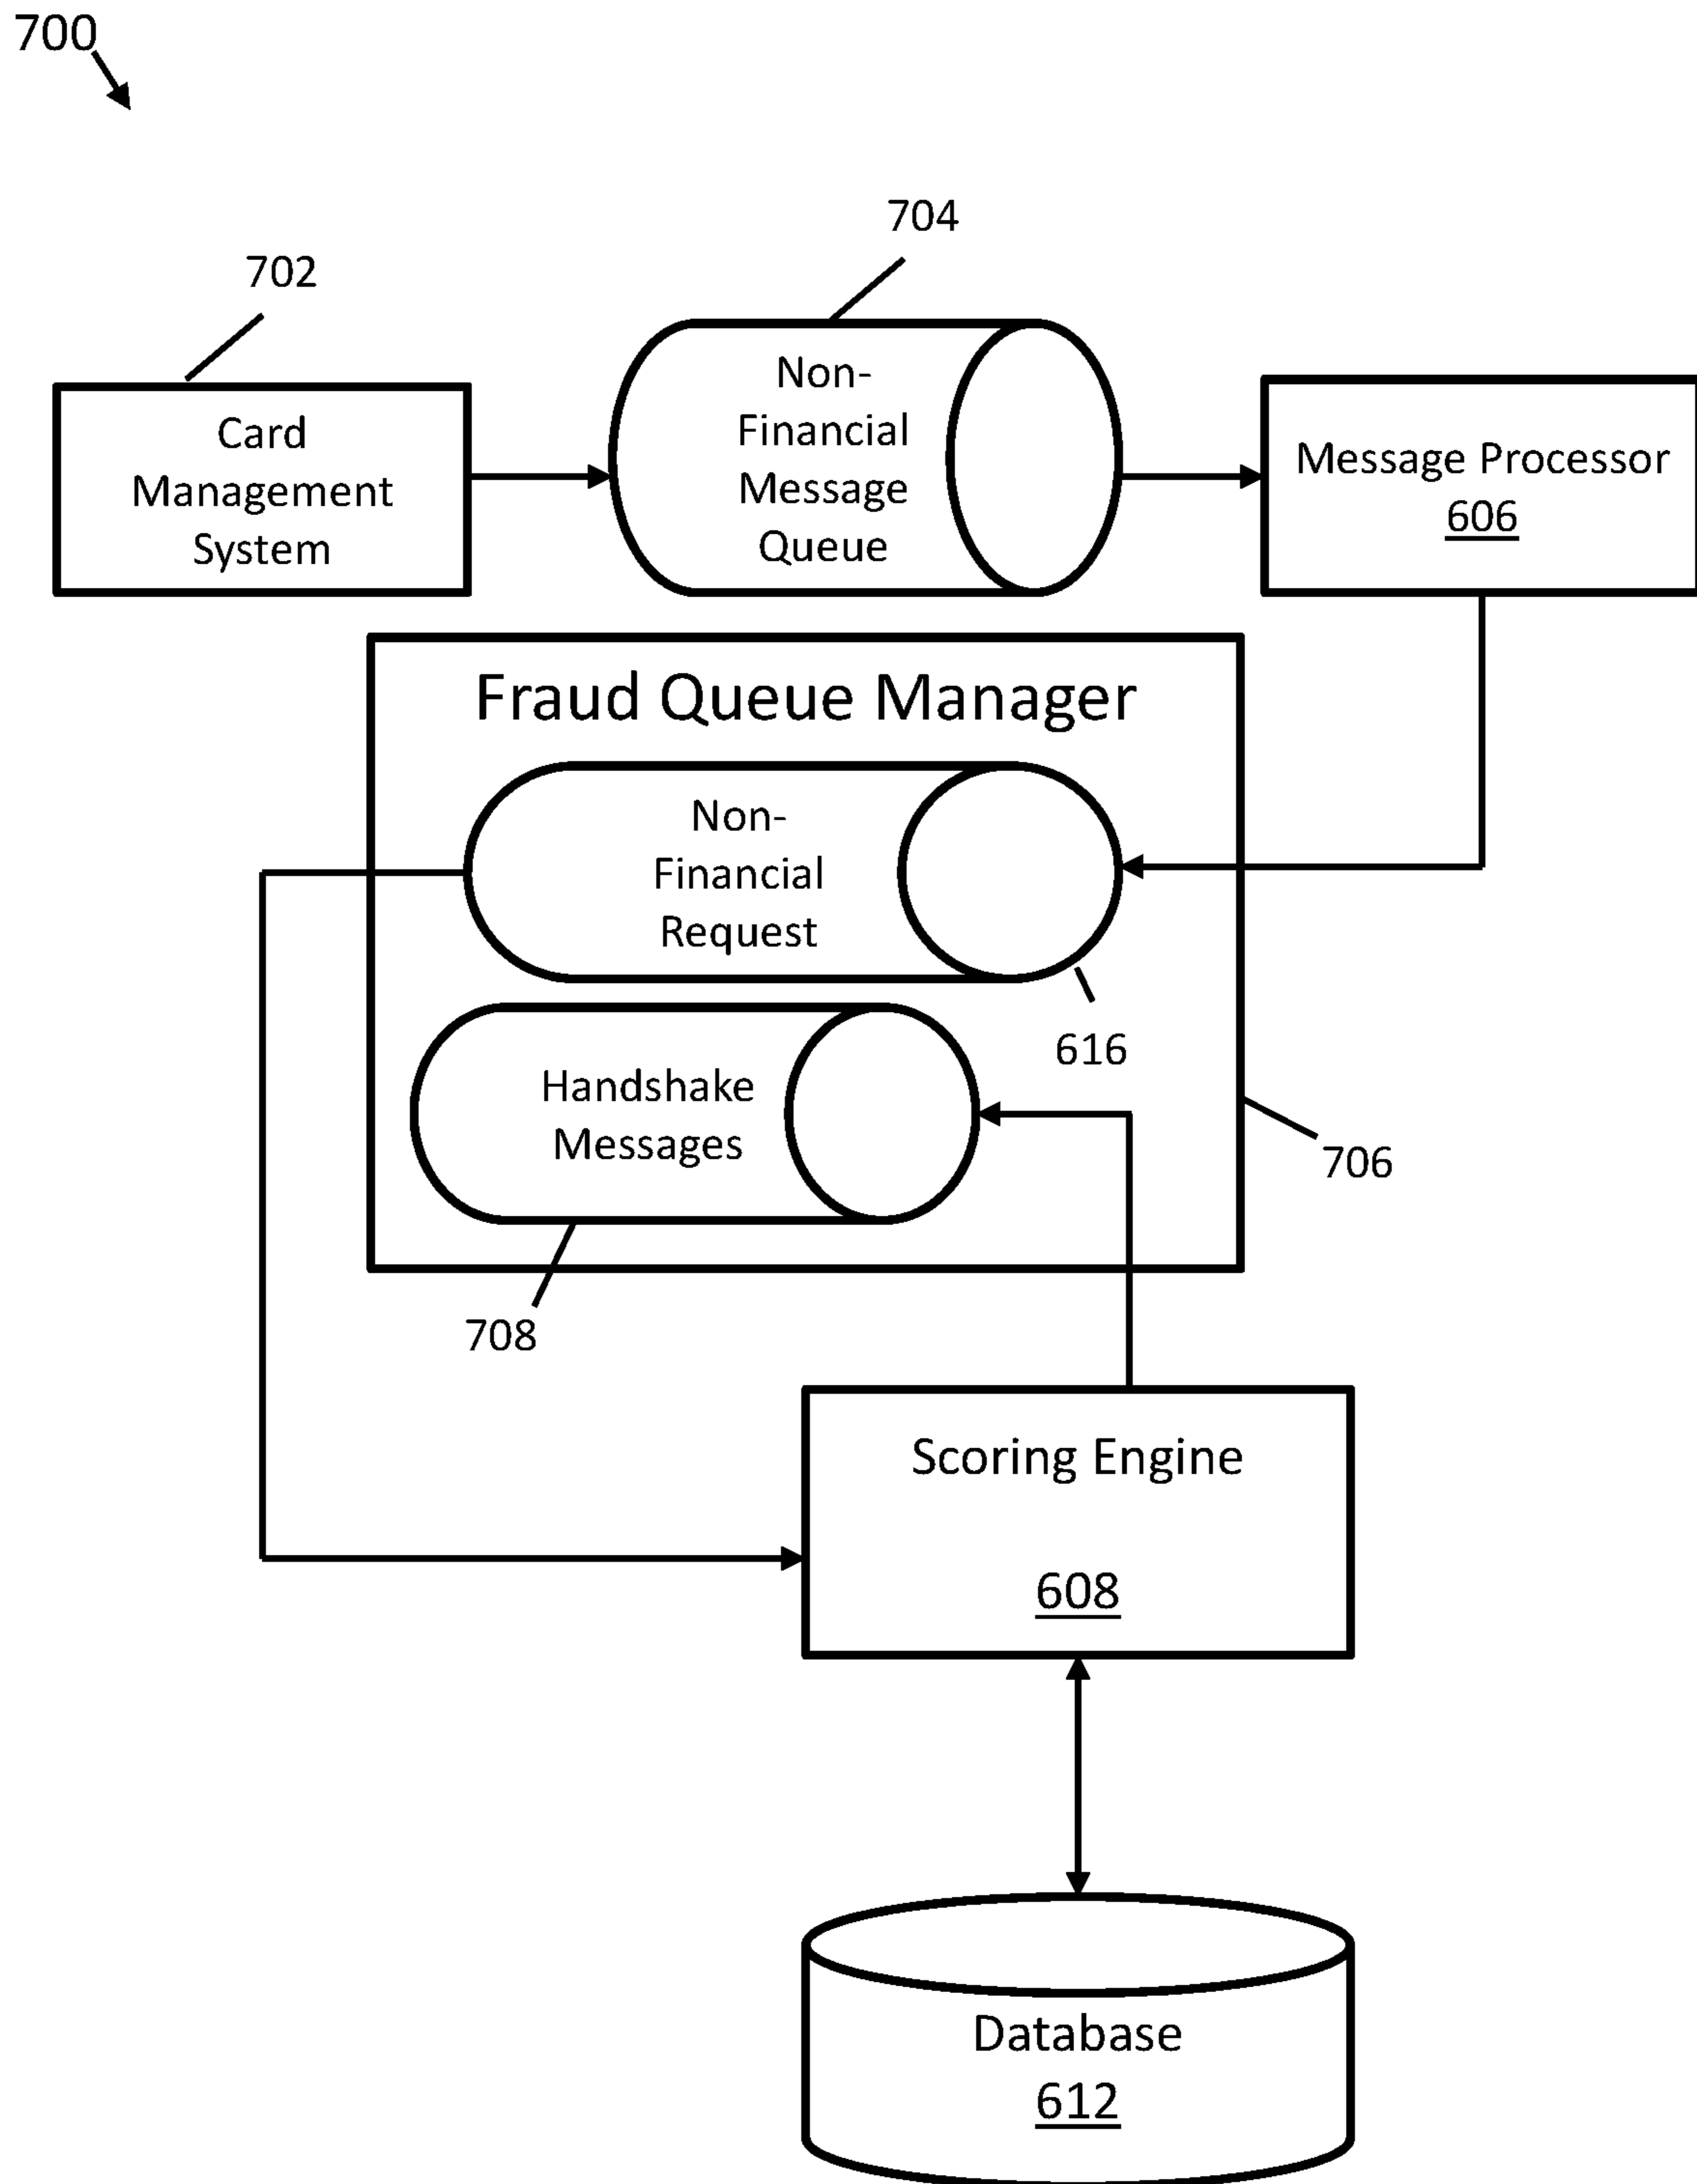 700
704
702
Card
Management
System
Non-
Financial
Message
Queue
Message Processor
606
Fraud Queue Manager
Non-
Financial
Request
616
Handshake
Messages
706
708
Scoring Engine
608
Database
612